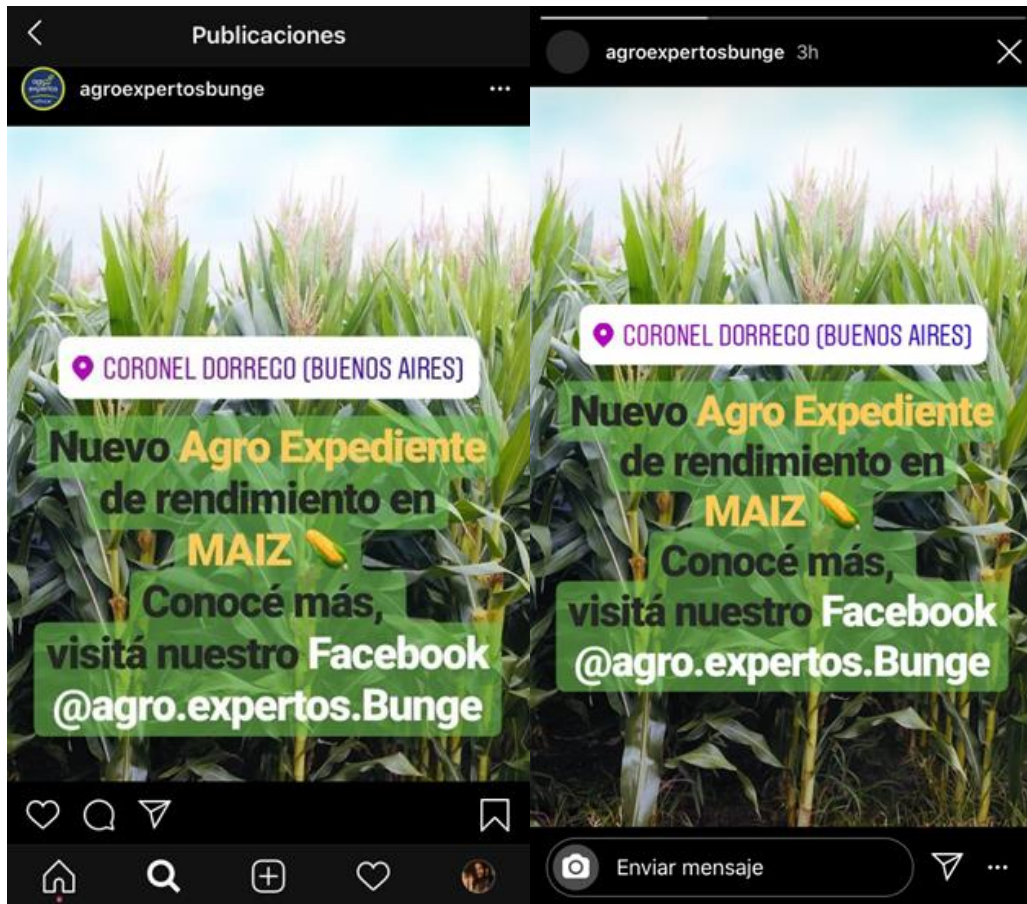 Publicaciones
agroexpertosbunge
CORONEL DORREGO (BUENOS AIRES)
Nuevo Agro Expediente
de rendimiento en
MAIZ 🌽
Conocé más,
visitá nuestro Facebook
@agro.expertos.Bunge
agroexpertosbunge 3h
CORONEL DORREGO (BUENOS AIRES)
Nuevo Agro Expediente
de rendimiento en
MAIZ 🌽
Conocé más,
visitá nuestro Facebook
@agro.expertos.Bunge
Enviar mensaje